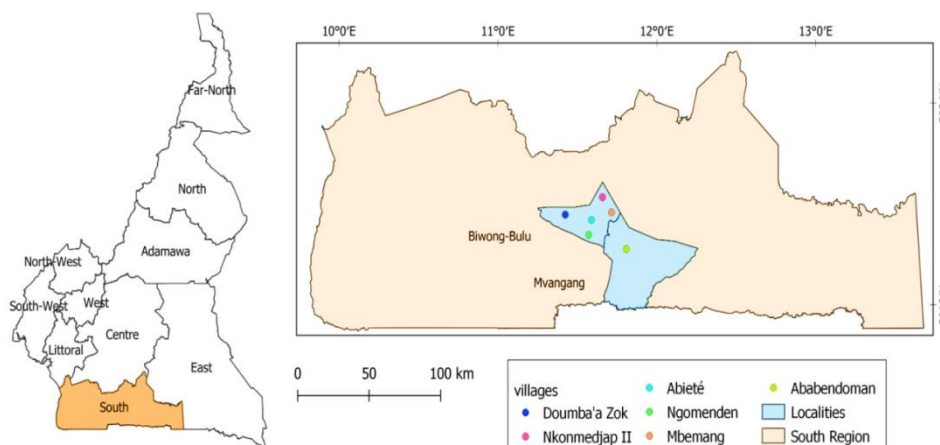 Far-North
North
Adamawa
North-West
West
South-West
Centre
Littoral
East
South
10°0'E 11°0'E 12°0'E 13°0'E
Biwong-Bulu
Mvangang
0 50 100 km
villages
Doumba'a Zok
Nkonmedjap II
Abieté
Ngomenden
Mbemang
Ababendoman
Localities
South Region